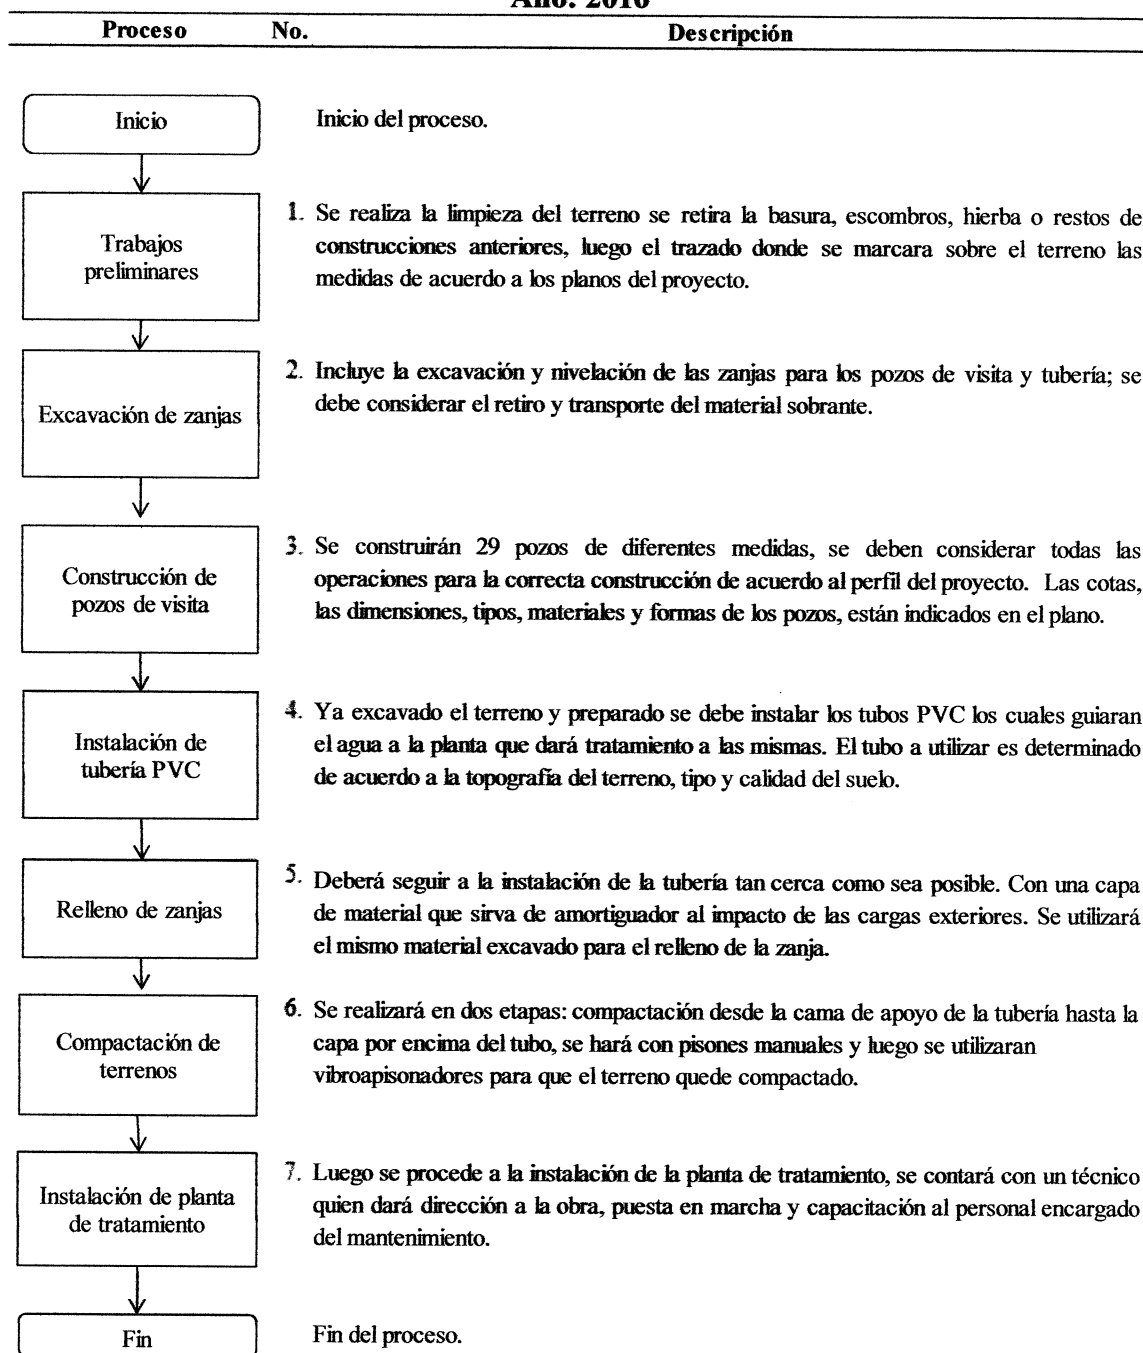 Año: 2016
Proceso No. Descripción
Inicio
Inicio del proceso.
Trabajos
preliminares
1. Se realiza la limpieza del terreno se retira la basura, escombros, hierba o restos de
construcciones anteriores, luego el trazado donde se marcara sobre el terreno las
medidas de acuerdo a los planos del proyecto.
Excavación de zanjas
2. Incluye la excavación y nivelación de las zanjas para los pozos de visita y tubería; se
debe considerar el retiro y transporte del material sobrante.
Construcción de
pozos de visita
3. Se construirán 29 pozos de diferentes medidas, se deben considerar todas las
operaciones para la correcta construcción de acuerdo al perfil del proyecto. Las cotas,
las dimensiones, tipos, materiales y formas de los pozos, están indicados en el plano.
Instalación de
tubería PVC
4. Ya excavado el terreno y preparado se debe instalar los tubos PVC los cuales guiaran
el agua a la planta que dará tratamiento a las mismas. El tubo a utilizar es determinado
de acuerdo a la topografía del terreno, tipo y calidad del suelo.
Relleno de zanjas
5. Deberá seguir a la instalación de la tubería tan cerca como sea posible. Con una capa
de material que sirva de amortiguador al impacto de las cargas exteriores. Se utilizará
el mismo material excavado para el relleno de la zanja.
Compactación de
terrenos
6. Se realizará en dos etapas: compactación desde la cama de apoyo de la tubería hasta la
capa por encima del tubo, se hará con pisones manuales y luego se utilizaran
vibroapisonadores para que el terreno quede compactado.
Instalación de planta
de tratamiento
7. Luego se procede a la instalación de la planta de tratamiento, se contará con un técnico
quien dará dirección a la obra, puesta en marcha y capacitación al personal encargado
del mantenimiento.
Fin
Fin del proceso.